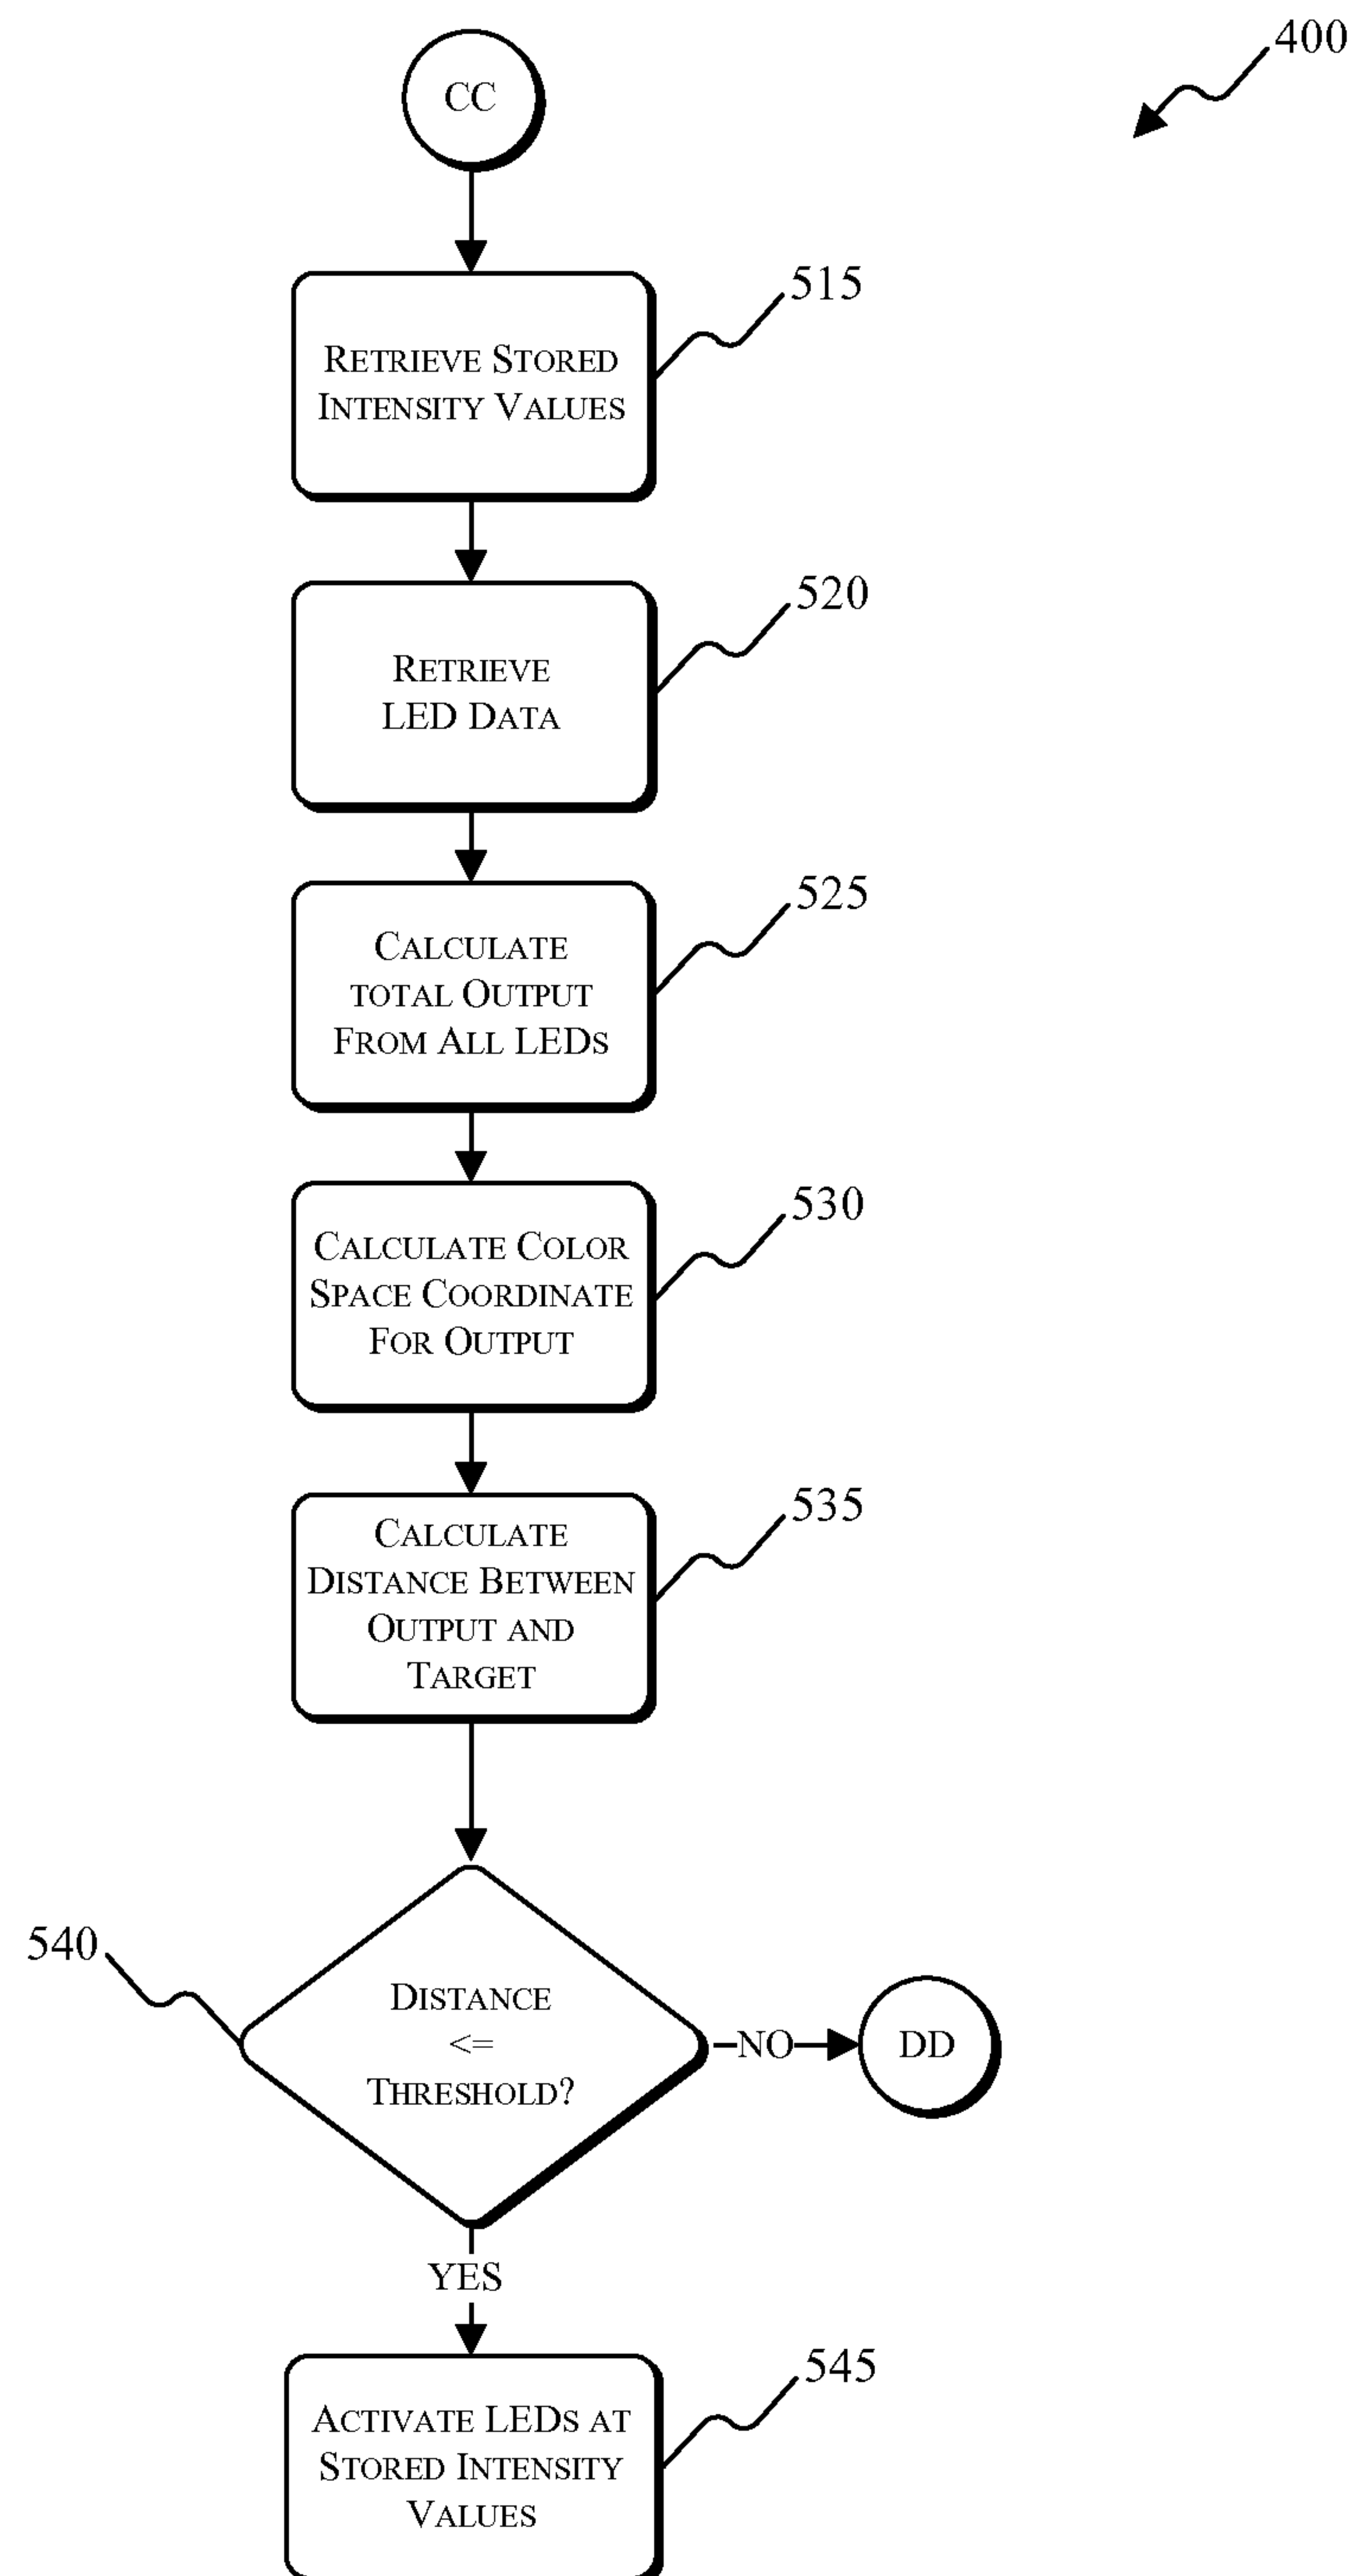 400
CC
515
RETRIEVE STORED
INTENSITY VALUES
520
RETRIEVE
LED DATA
525
CALCULATE
TOTAL OUTPUT
FROM ALL LEDS
530
CALCULATE COLOR
SPACE COORDINATE
FOR OUTPUT
535
CALCULATE
DISTANCE BETWEEN
OUTPUT AND
TARGET
540
DISTANCE
<=
THRESHOLD?
NO
DD
YES
545
ACTIVATE LEDS AT
STORED INTENSITY
VALUES